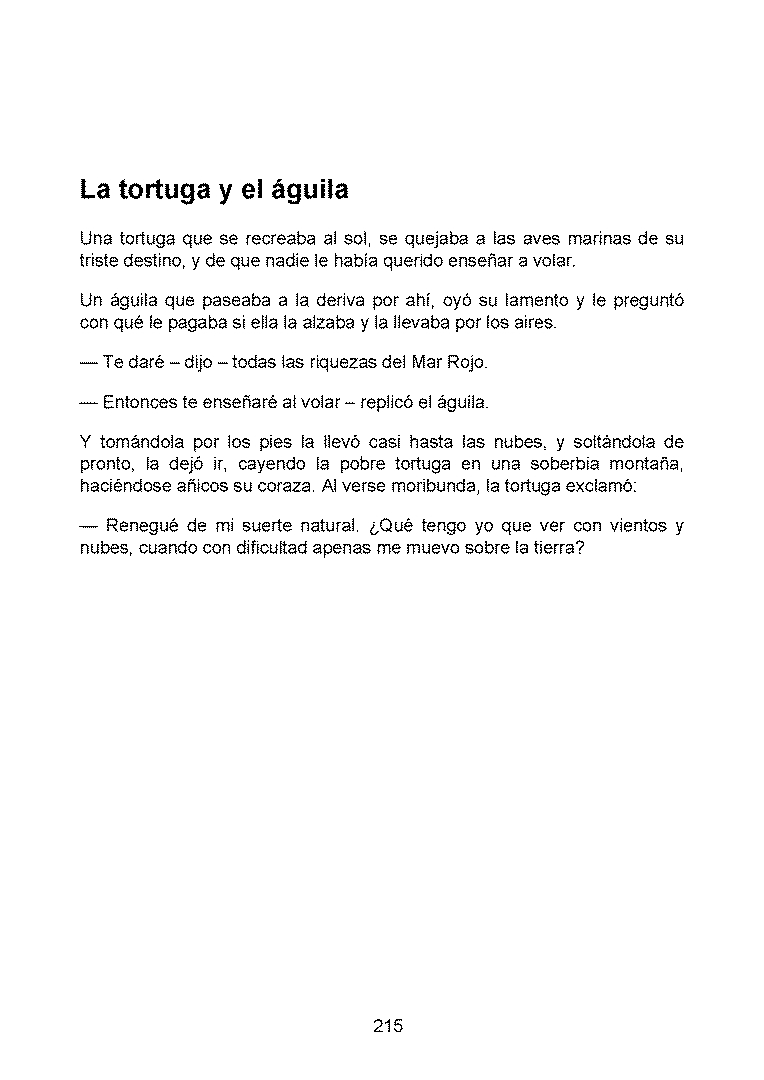 La tortuga y el águila
Una tortuga que se recreaba al sol, se quejaba a las aves marinas de su
triste destino, y de que nadie le había querido enseñar a volar.
Un águila que paseaba a la deriva por ahí, oyó su lamento y le preguntó
con qué le pagaba si ella la alzaba y la llevaba por los aires.
— Te daré – dijo – todas las riquezas del Mar Rojo.
— Entonces te enseñaré al volar – replicó el águila.
Y tomándola por los pies la llevó casi hasta las nubes, y soltándola de
pronto, la dejó ir, cayendo la pobre tortuga en una soberbia montaña,
haciéndose añicos su coraza. Al verse moribunda, la tortuga exclamó:
— Renegué de mi suerte natural. ¿Qué tengo yo que ver con vientos y
nubes, cuando con dificultad apenas me muevo sobre la tierra?
215